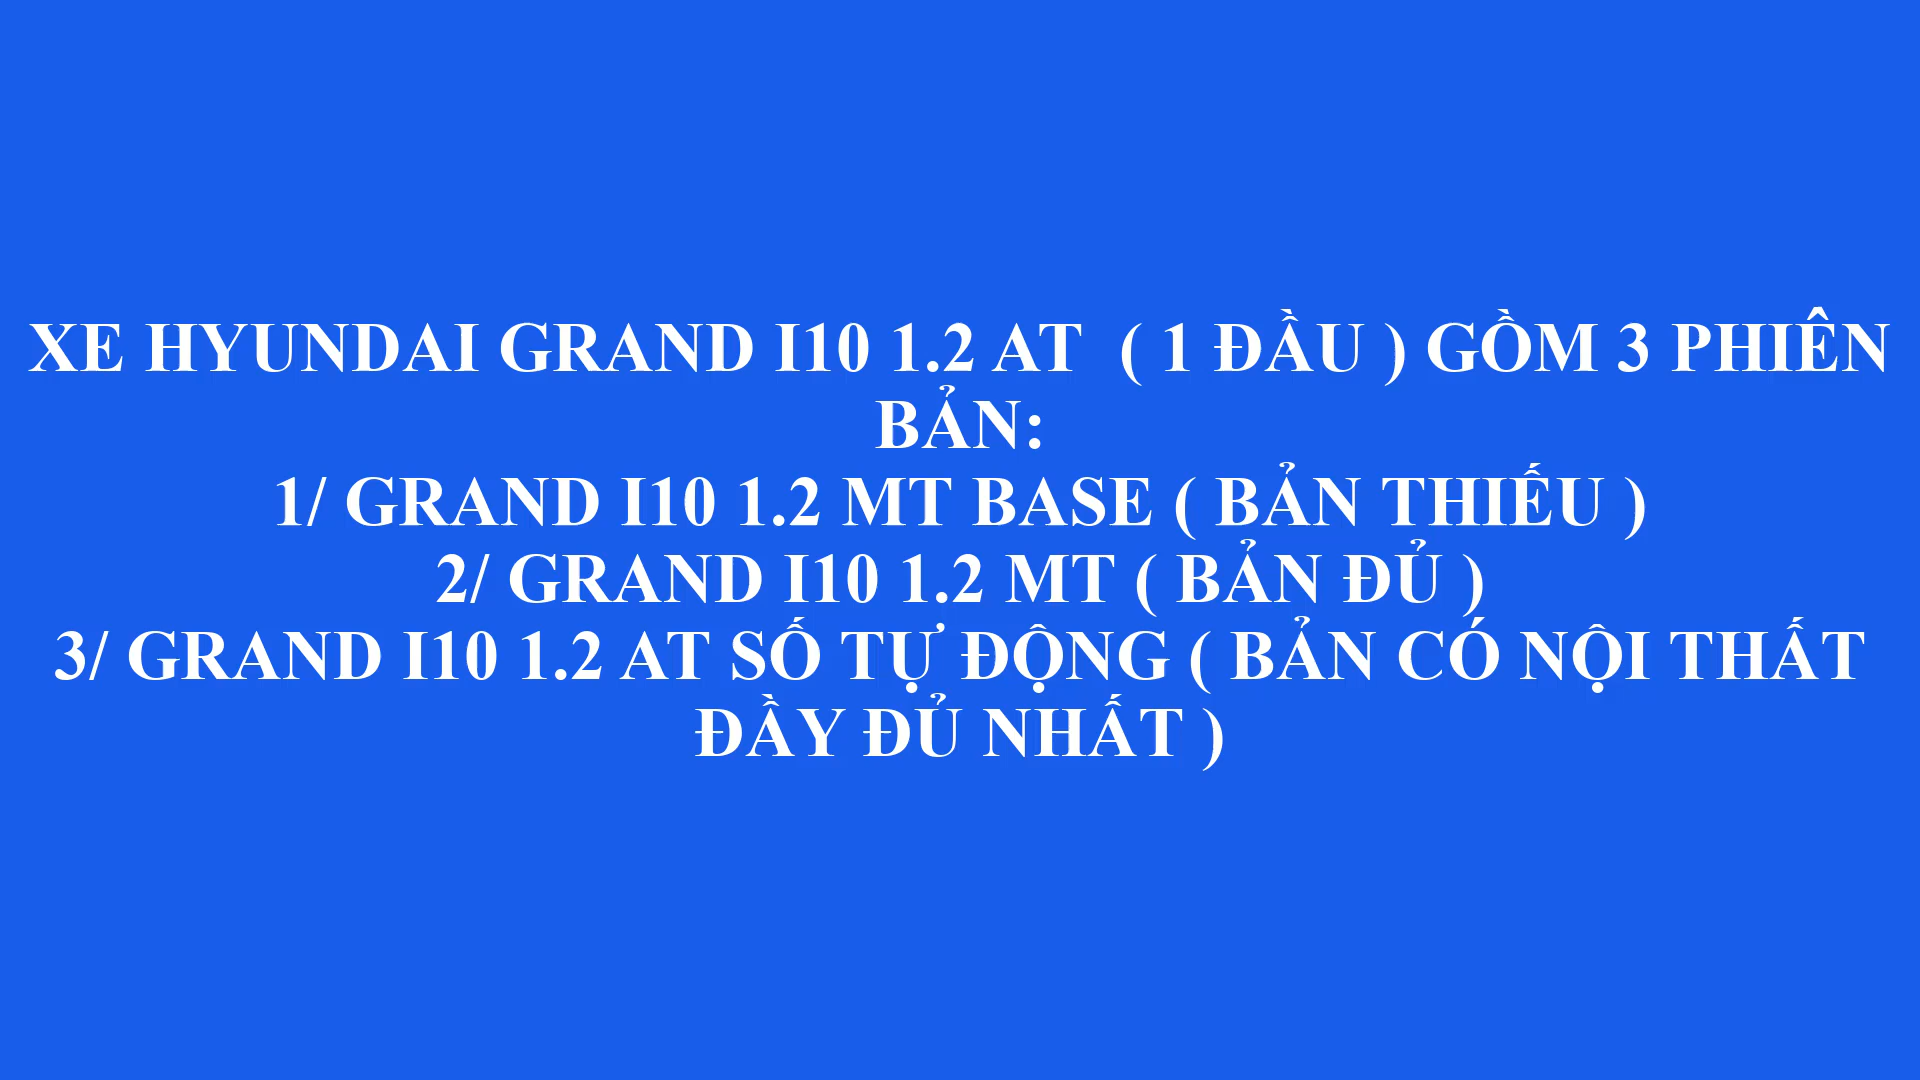 XE HYUNDAI GRAND I10 1.2 AT  ( 1 ĐẦU ) GỒM 3 PHIÊN
BẢN:
1/ GRAND I10 1.2 MT BASE ( BẢN THIẾU )
2/ GRAND I10 1.2 MT ( BẢN ĐỦ )
3/ GRAND I10 1.2 AT SỐ TỰ ĐỘNG ( BẢN CÓ NỘI THẤT
ĐẦY ĐỦ NHẤT )